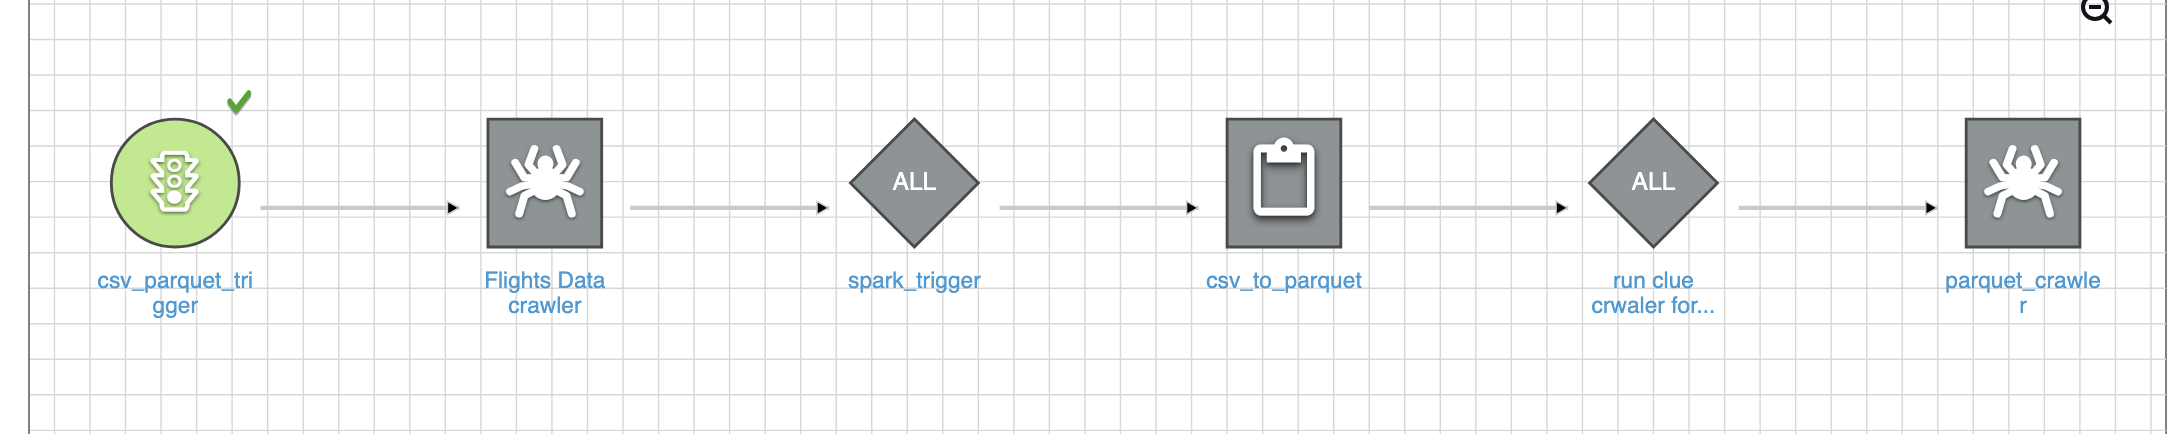 ALL
ALL
csv_parquet_tri
gger
Flights Data
crawler
spark_trigger
csv_to_parquet
run clue
crwaler for...
parquet_crawle
r